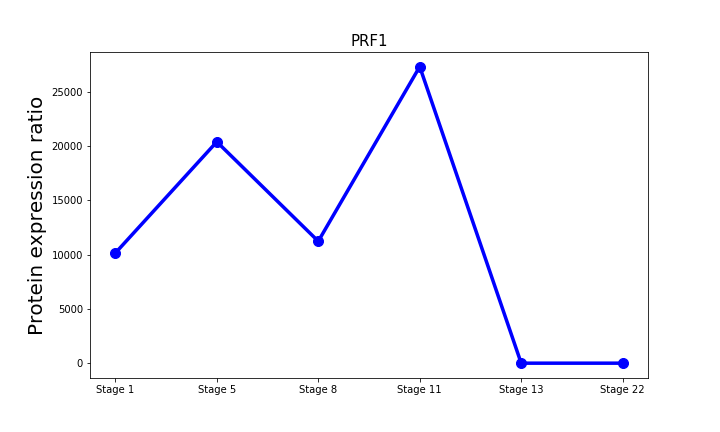 PRF1
Protein expression ratio
25000
20000
15000
10000
5000
0
Stage 1 Stage 5 Stage 8 Stage 11 Stage 13 Stage 22